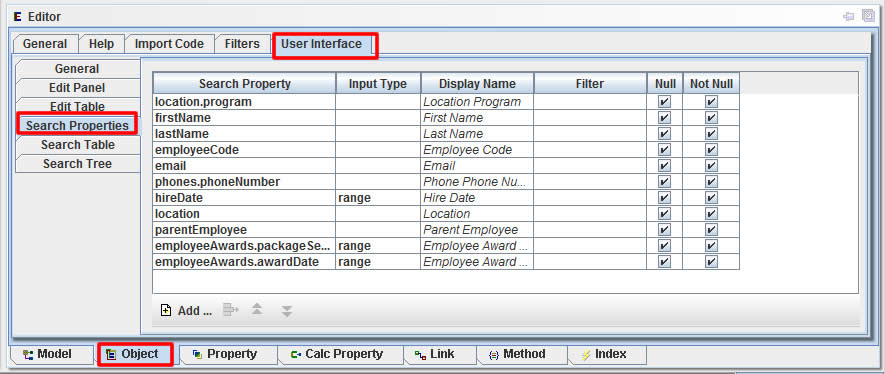 Editor
General Help Import Code Filters User Interface
General
Edit Panel
Edit Table
Search Properties
Search Table
Search Tree
Search Property Input Type Display Name Filter Null Not Null
location.program Location Program
firstName First Name
lastName Last Name
employeeCode Employee Code
email Email
phones.phoneNumber Phone Phone Nu...
hireDate range Hire Date
location Location
parentEmployee Parent Employee
employeeAwards.packageSe... range Employee Award ...
employeeAwards.awardDate range Employee Award ...
Add ...
Model Object Property Calc Property Link Method Index